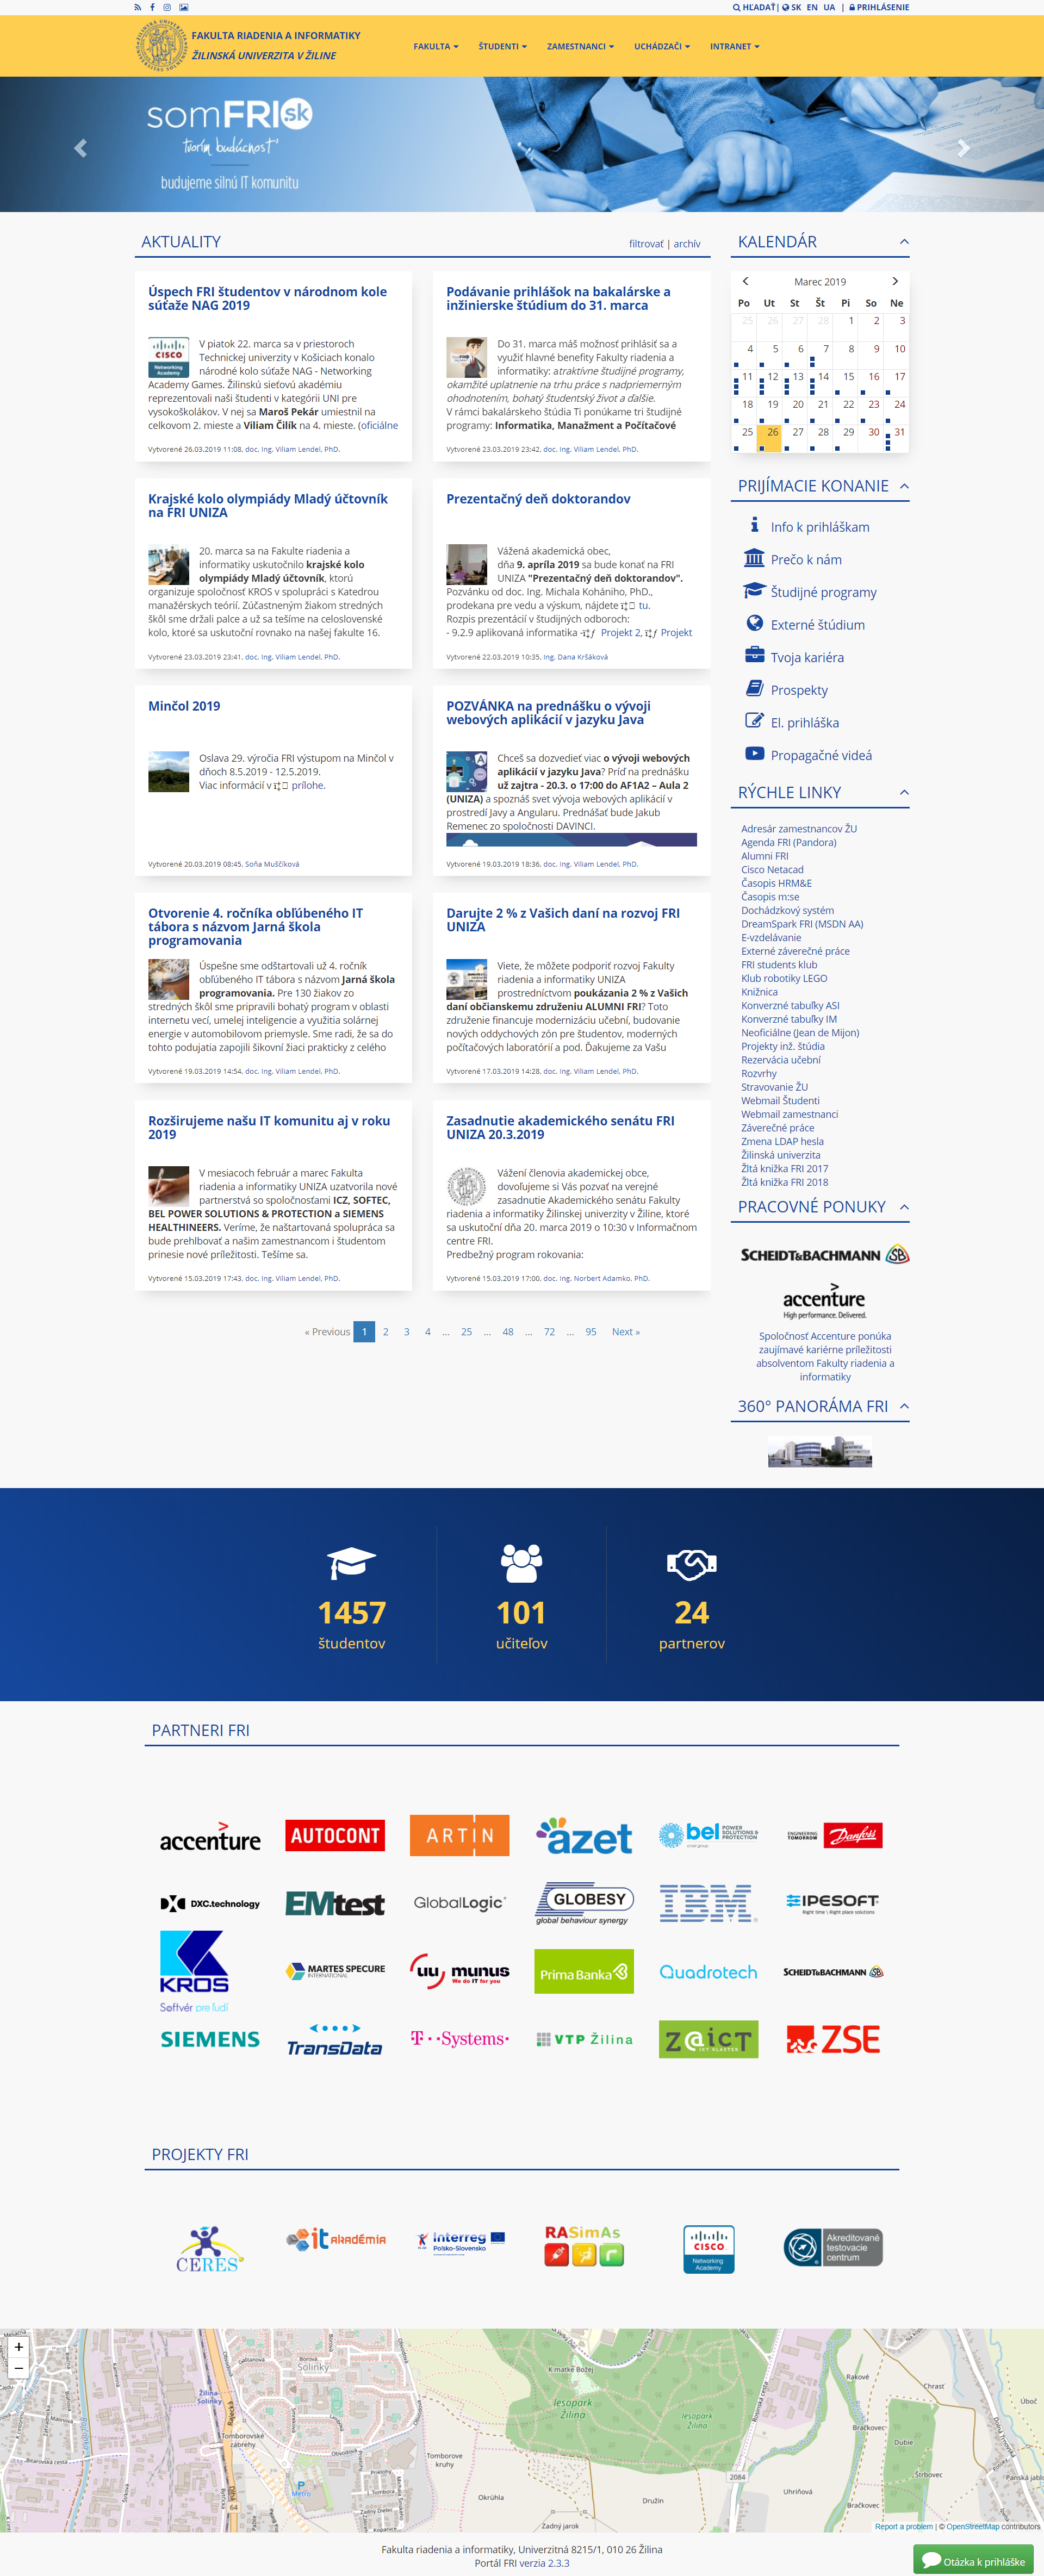 HĽADAŤ| SK EN UA | PRIHLÁSENIE
FAKULTA RIADENIA A INFORMATIKY
ŽILINSKÁ UNIVERZITA V ŽILINE
FAKULTA ŠTUDENTI ZAMESTNANCI UCHÁDZAČI INTRANET
somFRI sk
tvorím budúcnosť
budujeme silnú IT komunitu
AKTUALITY
filtrovať | archív
Úspech FRI študentov v národnom kole
súťaže NAG 2019
CISCO
Networking
Academy
V piatok 22. marca sa v priestoroch
Technickej univerzity v Košiciach konalo
národné kolo súťaže NAG - Networking
Academy Games. Žilinskú sieťovú akadémiu
reprezentovali naši študenti v kategórii UNI pre
vysokoškolákov. V nej sa Maroš Pekár umiestnil na
celkovom 2. mieste a Viliam Čilík na 4. mieste. (oficiálne
Vytvorené 26.03.2019 11:08, doc. Ing. Viliam Lendel, PhD.
Podávanie prihlášok na bakalárske a
inžinierske štúdium do 31. marca
Do 31. marca máš možnosť prihlásiť sa a
využiť hlavné benefity Fakulty riadenia a
informatiky: atraktívne študijné programy,
okamžité uplatnenie na trhu práce s nadpriemerným
ohodnotením, bohatý študentský život a ďalšie.
V rámci bakalárskeho štúdia Ti ponúkame tri študijné
programy: Informatika, Manažment a Počítačové
Vytvorené 23.03.2019 23:42, doc. Ing. Viliam Lendel, PhD.
Krajské kolo olympiády Mladý účtovník
na FRI UNIZA
20. marca sa na Fakulte riadenia a
informatiky uskutočnilo krajské kolo
olympiády Mladý účtovník, ktorú
organizuje spoločnosť KROS v spolupráci s Katedrou
manažérskych teórií. Zúčastneným žiakom stredných
škôl sme držali palce a už sa tešíme na celoslovenské
kolo, ktoré sa uskutoční rovnako na našej fakulte 16.
Vytvorené 23.03.2019 23:41, doc. Ing. Viliam Lendel, PhD.
Prezentačný deň doktorandov
Vážená akademická obec,
dňa 9. apríla 2019 sa bude konať na FRI
UNIZA "Prezentačný deň doktorandov".
Pozvánku od doc. Ing. Michala Kohániho, PhD.,
prodekana pre vedu a výskum, nájdete tu.
Rozpis prezentácií v študijných odboroch:
- 9.2.9 aplikovaná informatika - Projekt 2, Projekt
Vytvorené 22.03.2019 10:35, Ing. Dana Kršáková
Minčol 2019
Oslava 29. výročia FRI výstupom na Minčol v
dňoch 8.5.2019 - 12.5.2019.
Viac informácií v prílohe.
Vytvorené 20.03.2019 08:45, Soňa Muščíková
POZVÁNKA na prednášku o vývoji
webových aplikácií v jazyku Java
Chceš sa dozvedieť viac o vývoji webových
aplikácií v jazyku Java? Príď na prednášku
už zajtra - 20.3. o 17:00 do AF1A2 – Aula 2
(UNIZA) a spoznáš svet vývoja webových aplikácií v
prostredí Javy a Angularu. Prednášať bude Jakub
Remenec zo spoločnosti DAVINCI.
Vytvorené 19.03.2019 18:36, doc. Ing. Viliam Lendel, PhD.
Otvorenie 4. ročníka obľúbeného IT
tábora s názvom Jarná škola
programovania
Úspešne sme odštartovali už 4. ročník
obľúbeného IT tábora s názvom Jarná škola
programovania. Pre 130 žiakov zo
stredných škôl sme pripravili bohatý program v oblasti
internetu vecí, umelej inteligencie a využitia solárnej
energie v automobilovom priemysle. Sme radi, že sa do
tohto podujatia zapojili šikovní žiaci prakticky z celého
Vytvorené 19.03.2019 14:54, doc. Ing. Viliam Lendel, PhD.
Darujte 2 % z Vašich daní na rozvoj FRI
UNIZA
Viete, že môžete podporiť rozvoj Fakulty
riadenia a informatiky UNIZA
prostredníctvom poukázania 2 % z Vašich
daní občianskemu združeniu ALUMNI FRI? Toto
združenie financuje modernizáciu učební, budovanie
nových oddychových zón pre študentov, moderných
počítačových laboratórií a pod. Ďakujeme za Vašu
Vytvorené 17.03.2019 14:28, doc. Ing. Viliam Lendel, PhD.
Rozširujeme našu IT komunitu aj v roku
2019
V mesiacoch február a marec Fakulta
riadenia a informatiky UNIZA uzatvorila nové
partnerstvá so spoločnosťami ICZ, SOFTEC,
BEL POWER SOLUTIONS & PROTECTION a SIEMENS
HEALTHINEERS. Veríme, že naštartovaná spolupráca sa
bude prehlbovať a našim zamestnancom i študentom
prinesie nové príležitosti. Tešíme sa.
Vytvorené 15.03.2019 17:43, doc. Ing. Viliam Lendel, PhD.
Zasadnutie akademického senátu FRI
UNIZA 20.3.2019
Vážení členovia akademickej obce,
dovoľujeme si Vás pozvať na verejné
zasadnutie Akademického senátu Fakulty
riadenia a informatiky Žilinskej univerzity v Žiline, ktoré
sa uskutoční dňa 20. marca 2019 o 10:30 v Informačnom
centre FRI.
Predbežný program rokovania:
Vytvorené 15.03.2019 17:00, doc. Ing. Norbert Adamko, PhD.
« Previous 1 2 3 4 ... 25 ... 48 ... 72 ... 95 Next »
KALENDÁR
Marec 2019
Po Ut St Št Pi So Ne
25 26 27 28 1 2 3
4 5 6 7 8 9 10
11 12 13 14 15 16 17
18 19 20 21 22 23 24
25 26 27 28 29 30 31
PRIJÍMACIE KONANIE
Info k prihláškam
Prečo k nám
Študijné programy
Externé štúdium
Tvoja kariéra
Prospekty
El. prihláška
Propagačné videá
RÝCHLE LINKY
Adresár zamestnancov ŽU
Agenda FRI (Pandora)
Alumni FRI
Cisco Netacad
Časopis HRM&E
Časopis m:se
Dochádzkový systém
DreamSpark FRI (MSDN AA)
E-vzdelávanie
Externé záverečné práce
FRI students klub
Klub robotiky LEGO
Knižnica
Konverzné tabuľky ASI
Konverzné tabuľky IM
Neoficiálne (Jean de Mijon)
Projekty inž. štúdia
Rezervácia učební
Rozvrhy
Stravovanie ŽU
Webmail Študenti
Webmail zamestnanci
Záverečné práce
Zmena LDAP hesla
Žilinská univerzita
Žltá knižka FRI 2017
Žltá knižka FRI 2018
PRACOVNÉ PONUKY
SCHEIDT&BACHMANN SB
accenture
High performance. Delivered.
Spoločnosť Accenture ponúka
zaujímavé kariérne príležitosti
absolventom Fakulty riadenia a
informatiky
360° PANORÁMA FRI
1457 101 24
študentov učiteľov partnerov
PARTNERI FRI
accenture AUTOCONT ARTIN azet bel POWER SOLUTIONS & PROTECTION ENGINEERING TOMORROW Danfoss
DXC.technology EMtest GlobalLogic GLOBESY global behaviour synergy IBM IPESOFT Right time \ Right place solutions
KROS Softvér pre ľudí MARTES SPECURE INTERNATIONAL uu munus We do IT for you Prima Banka Quadrotech SCHEIDT&BACHMANN SB
SIEMENS TransData T··Systems· VTP Žilina z@ict JET BLASTER ZSE
PROJEKTY FRI
CERES it akadémia Interreg Poľsko-Slovensko RASimAs CISCO Networking Academy Akreditované testovacie centrum
+
−
Solinky
Borová
Gaštanová
Žilina-
Solinky
Rajecká
Tomborovské
zábrehy
Obvodová
P
Metro
64
Bitarovská cesta
Malinová
Platanová
Tomborove
kruhy
Okrúhla
Zadný jarok
Družín
K matke Božej
lesopark
Žilina
lesopark
Žilina
2084
Uhriňová
Rosinská cesta
Rakové
Bračkovec
Bračkovec
Chrasť
Dubie
Štrbovec
Úboč
Panská
Report a problem | © OpenStreetMap contributors
Fakulta riadenia a informatiky, Univerzitná 8215/1, 010 26 Žilina
Portál FRI verzia 2.3.3
Otázka k prihláške